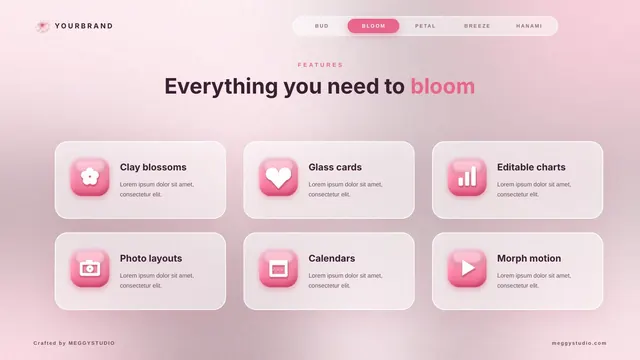 YOURBRAND
BUD
BLOOM
PETAL
BREEZE
HANAMI
FEATURES
Everything you need to bloom
Clay blossoms
Lorem ipsum dolor sit amet,
consectetur elit.
Glass cards
Lorem ipsum dolor sit amet,
consectetur elit.
Editable charts
Lorem ipsum dolor sit amet,
consectetur elit.
Photo layouts
Lorem ipsum dolor sit amet,
consectetur elit.
Calendars
Lorem ipsum dolor sit amet,
consectetur elit.
Morph motion
Lorem ipsum dolor sit amet,
consectetur elit.
Crafted by MEGGYSTUDIO
meggystudio.com